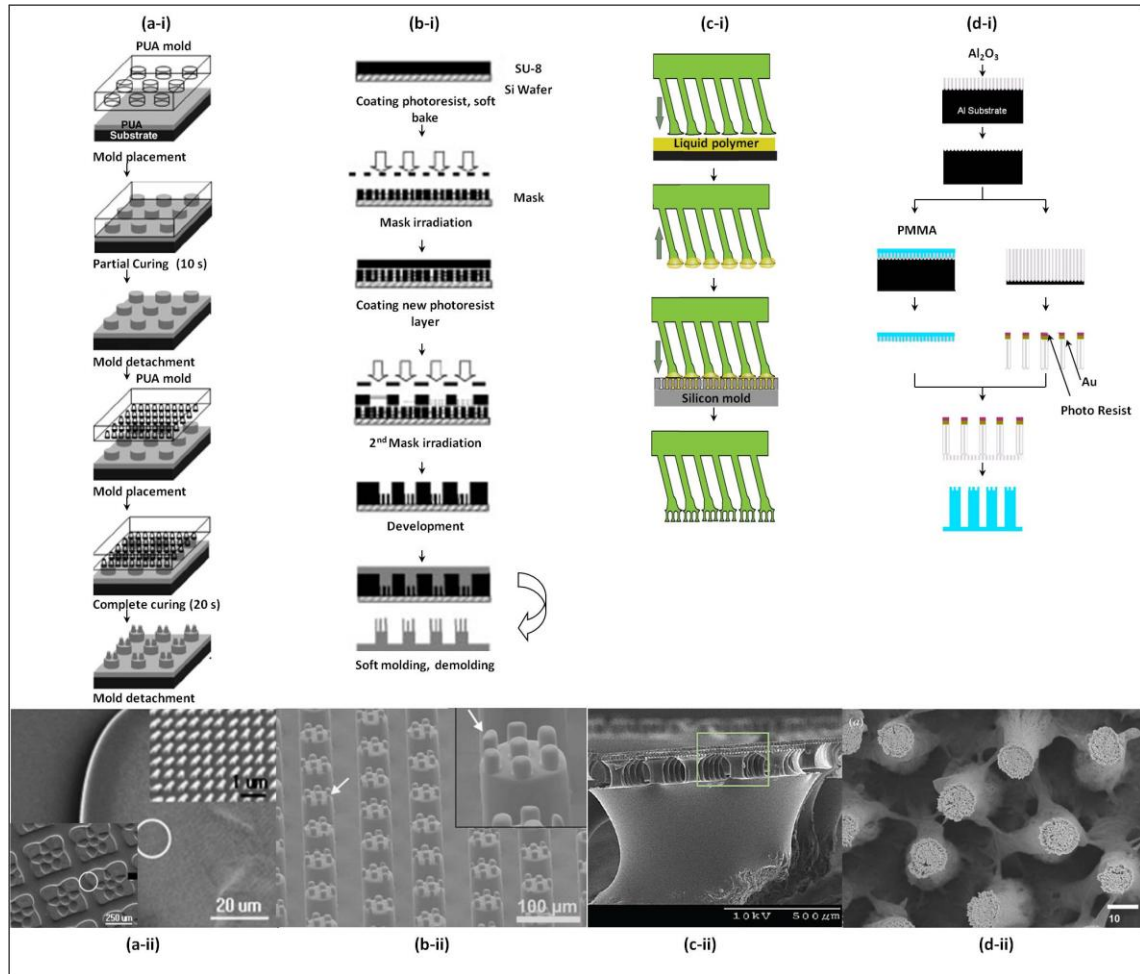 (a-i)
PUA mold
PUA
Substrate
Mold placement
Partial Curing (10 s)
Mold detachment
PUA mold
Mold placement
Complete curing (20 s)
Mold detachment
(b-i)
SU-8
Si Wafer
Coating photoresist, soft
bake
Mask
Mask irradiation
Coating new photoresist
layer
2nd Mask irradiation
Development
Soft molding, demolding
(c-i)
Liquid polymer
Silicon mold
(d-i)
Al2O3
Al Substrate
PMMA
Au
Photo Resist
1 um
250 um
20 um
100 µm
10kV 500µm
(a)
10
(a-ii)
(b-ii)
(c-ii)
(d-ii)